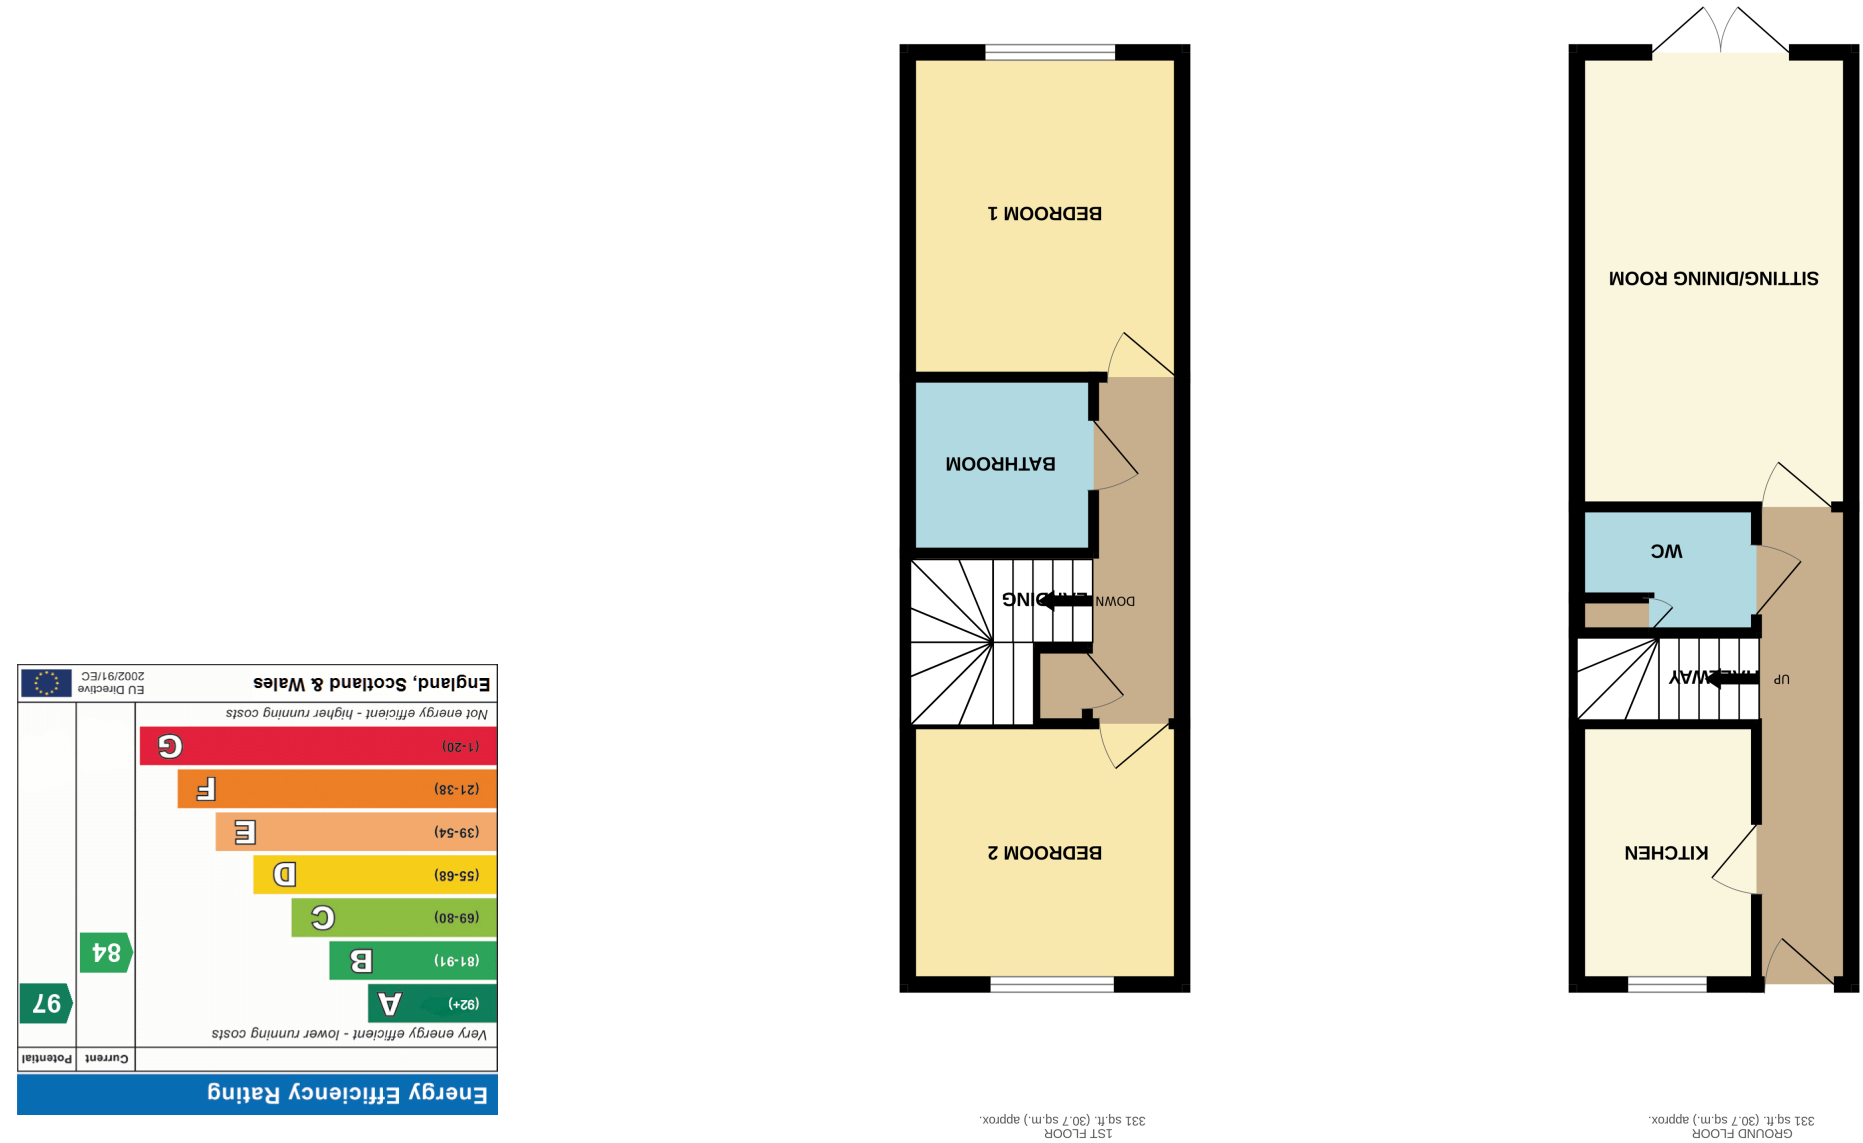 GROUND FLOOR
331 sq.ft. (30.7 sq.m.) approx.
KITCHEN
UP
WC
SITTING/DINING ROOM
1ST FLOOR
331 sq.ft. (30.7 sq.m.) approx.
BEDROOM 2
DOWN
BATHROOM
BEDROOM 1
Energy Efficiency Rating
Current
Potential
Very energy efficient - lower running costs
(92+) A
(81-91) B
(69-80) C
(55-68) D
(39-54) E
(21-38) F
(1-20) G
84
97
Not energy efficient - higher running costs
England, Scotland & Wales
EU Directive
2002/91/EC